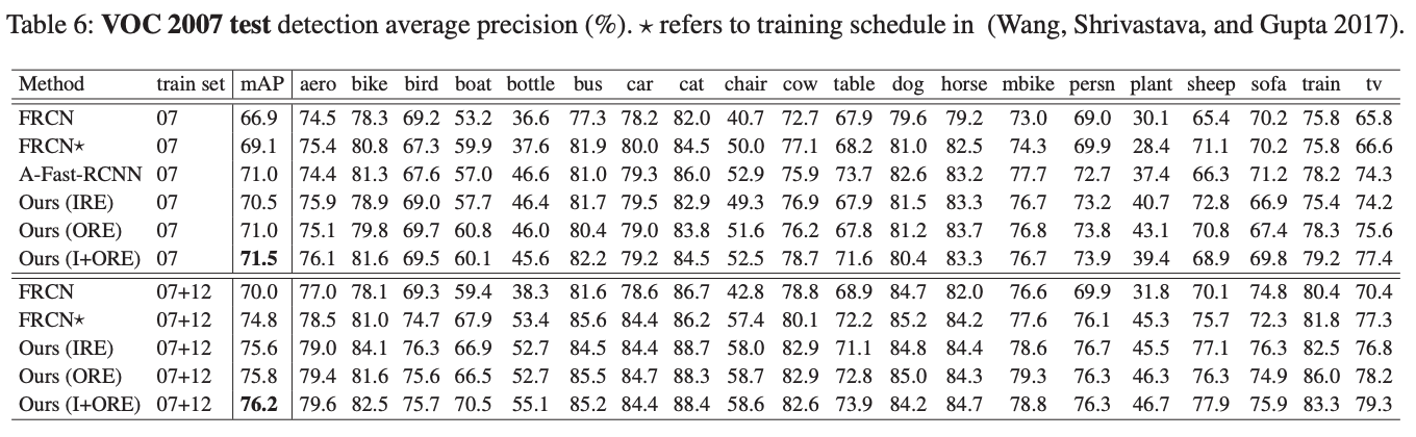 Table 6: VOC 2007 test detection average precision (%). ⋆ refers to training schedule in (Wang, Shrivastava, and Gupta 2017).
Method train set mAP aero bike bird boat bottle bus car cat chair cow table dog horse mbike persn plant sheep sofa train tv
FRCN 07 66.9 74.5 78.3 69.2 53.2 36.6 77.3 78.2 82.0 40.7 72.7 67.9 79.6 79.2 73.0 69.0 30.1 65.4 70.2 75.8 65.8
FRCN⋆ 07 69.1 75.4 80.8 67.3 59.9 37.6 81.9 80.0 84.5 50.0 77.1 68.2 81.0 82.5 74.3 69.9 28.4 71.1 70.2 75.8 66.6
A-Fast-RCNN 07 71.0 74.4 81.3 67.6 57.0 46.6 81.0 79.3 86.0 52.9 75.9 73.7 82.6 83.2 77.7 72.7 37.4 66.3 71.2 78.2 74.3
Ours (IRE) 07 70.5 75.9 78.9 69.0 57.7 46.4 81.7 79.5 82.9 49.3 76.9 67.9 81.5 83.3 76.7 73.2 40.7 72.8 66.9 75.4 74.2
Ours (ORE) 07 71.0 75.1 79.8 69.7 60.8 46.0 80.4 79.0 83.8 51.6 76.2 67.8 81.2 83.7 76.8 73.8 43.1 70.8 67.4 78.3 75.6
Ours (I+ORE) 07 71.5 76.1 81.6 69.5 60.1 45.6 82.2 79.2 84.5 52.5 78.7 71.6 80.4 83.3 76.7 73.9 39.4 68.9 69.8 79.2 77.4
FRCN 07+12 70.0 77.0 78.1 69.3 59.4 38.3 81.6 78.6 86.7 42.8 78.8 68.9 84.7 82.0 76.6 69.9 31.8 70.1 74.8 80.4 70.4
FRCN⋆ 07+12 74.8 78.5 81.0 74.7 67.9 53.4 85.6 84.4 86.2 57.4 80.1 72.2 85.2 84.2 77.6 76.1 45.3 75.7 72.3 81.8 77.3
Ours (IRE) 07+12 75.6 79.0 84.1 76.3 66.9 52.7 84.5 84.4 88.7 58.0 82.9 71.1 84.8 84.4 78.6 76.7 45.5 77.1 76.3 82.5 76.8
Ours (ORE) 07+12 75.8 79.4 81.6 75.6 66.5 52.7 85.5 84.7 88.3 58.7 82.9 72.8 85.0 84.3 79.3 76.3 46.3 76.3 74.9 86.0 78.2
Ours (I+ORE) 07+12 76.2 79.6 82.5 75.7 70.5 55.1 85.2 84.4 88.4 58.6 82.6 73.9 84.2 84.7 78.8 76.3 46.7 77.9 75.9 83.3 79.3